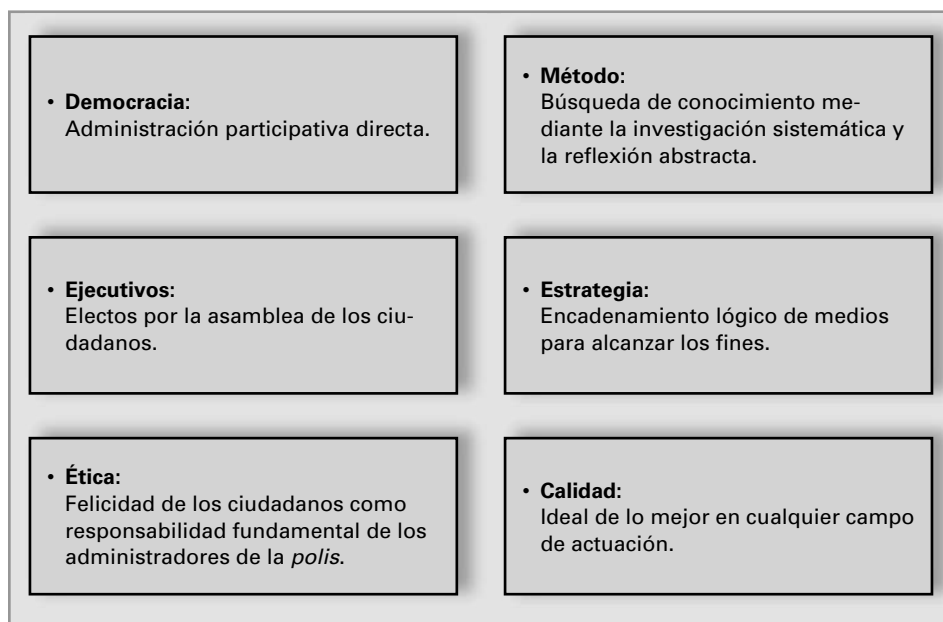 • Democracia:
Administración participativa directa.
• Método:
Búsqueda de conocimiento me-
diante la investigación sistemática y
la reflexión abstracta.
• Ejecutivos:
Electos por la asamblea de los ciu-
dadanos.
• Estrategia:
Encadenamiento lógico de medios
para alcanzar los fines.
• Ética:
Felicidad de los ciudadanos como
responsabilidad fundamental de los
administradores de la polis.
• Calidad:
Ideal de lo mejor en cualquier campo
de actuación.